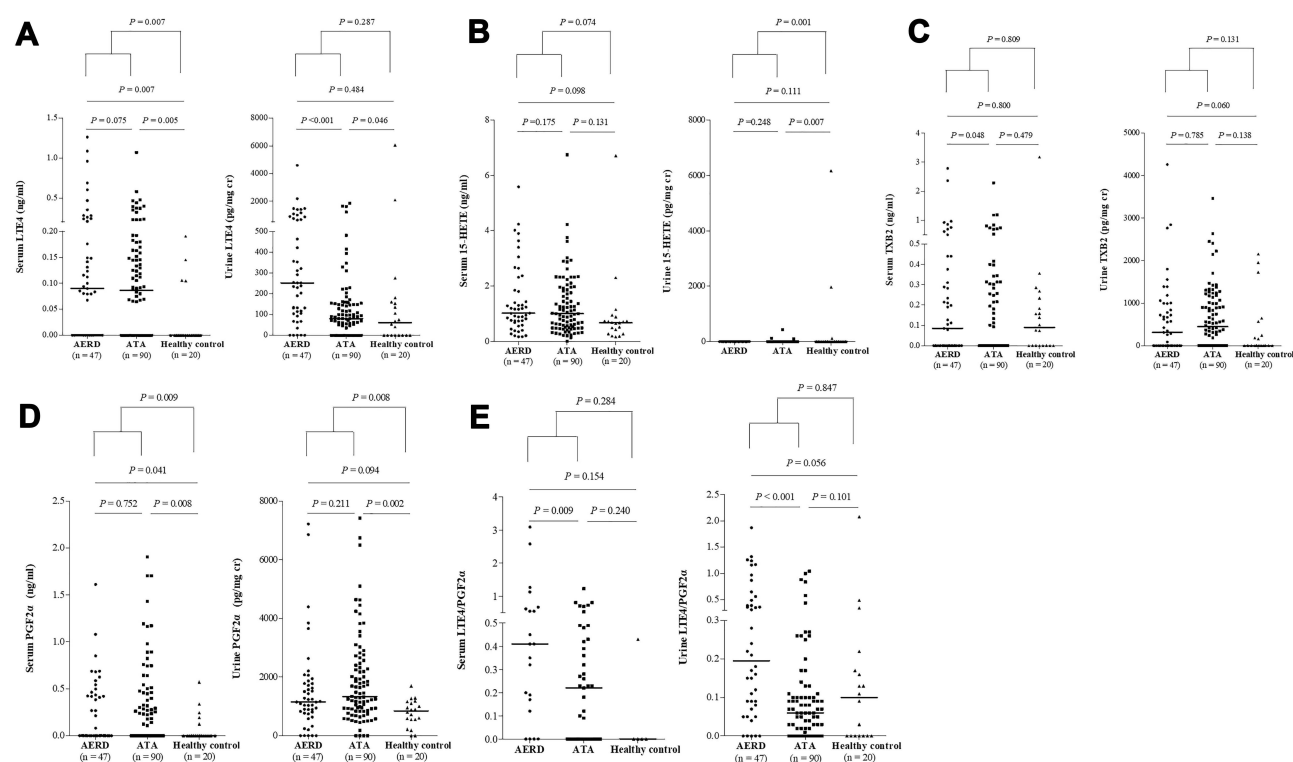 A
P = 0.007
P = 0.007
P = 0.075 P = 0.005
Serum LTE4 (ng/ml)
1.5
1.0
0.5
0.20
0.15
0.10
0.05
0.00
AERD ATA Healthy control
(n = 47) (n = 90) (n = 20)
P = 0.287
P = 0.484
P <0.001 P = 0.046
Urine LTE4 (pg/mg cr)
8000
6000
4000
2000
500
400
300
200
100
0
AERD ATA Healthy control
(n = 47) (n = 90) (n = 20)
B
P = 0.074
P = 0.098
P =0.175 P = 0.131
Serum 15-HETE (ng/ml)
8
6
4
2
0
AERD ATA Healthy control
(n = 47) (n = 90) (n = 20)
P = 0.001
P = 0.111
P =0.248 P = 0.007
Urine 15-HETE (pg/mg cr)
8000
6000
4000
2000
0
AERD ATA Healthy control
(n = 47) (n = 90) (n = 20)
C
P = 0.809
P = 0.800
P = 0.048 P = 0.479
Serum TXB2 (ng/ml)
4
3
2
1
0.5
0.4
0.3
0.2
0.1
0.0
AERD ATA Healthy control
(n = 47) (n = 90) (n = 20)
P = 0.131
P = 0.060
P = 0.785 P = 0.138
Urine TXB2 (pg/mg cr)
5000
4000
3000
2000
1000
0
AERD ATA Healthy control
(n = 47) (n = 90) (n = 20)
D
P = 0.009
P = 0.041
P = 0.752 P = 0.008
Serum PGF2α (ng/ml)
2.5
2.0
1.5
1.0
0.5
0.0
AERD ATA Healthy control
(n = 47) (n = 90) (n = 20)
P = 0.008
P = 0.094
P = 0.211 P = 0.002
Urine PGF2α (pg/mg cr)
8000
6000
4000
2000
0
AERD ATA Healthy control
(n = 47) (n = 90) (n = 20)
E
P = 0.284
P = 0.154
P = 0.009 P = 0.240
Serum LTE4/PGF2α
4
3
2
1
0.5
0.4
0.3
0.2
0.1
0.0
AERD ATA Healthy control
P = 0.847
P = 0.056
P < 0.001 P = 0.101
Urine LTE4/PGF2α
2.5
2.0
1.5
1.0
0.5
0.3
0.2
0.1
0.0
AERD ATA Healthy control
(n = 47) (n = 90) (n = 20)